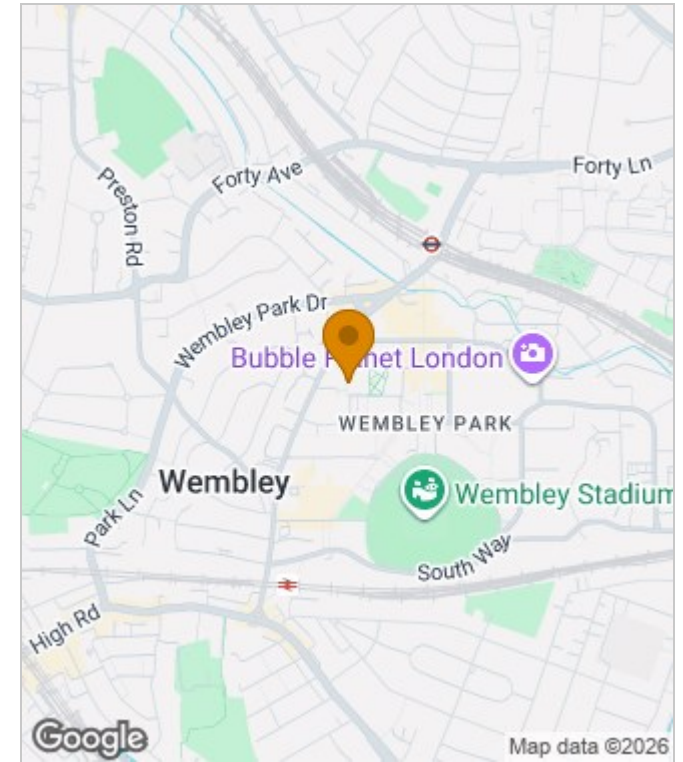 Forty Ave
Forty Ln
Preston Rd
Wembley Park Dr
Bubble Planet London
WEMBLEY PARK
Wembley
Wembley Stadium
Park Ln
South Way
High Rd
Google
Map data ©2026